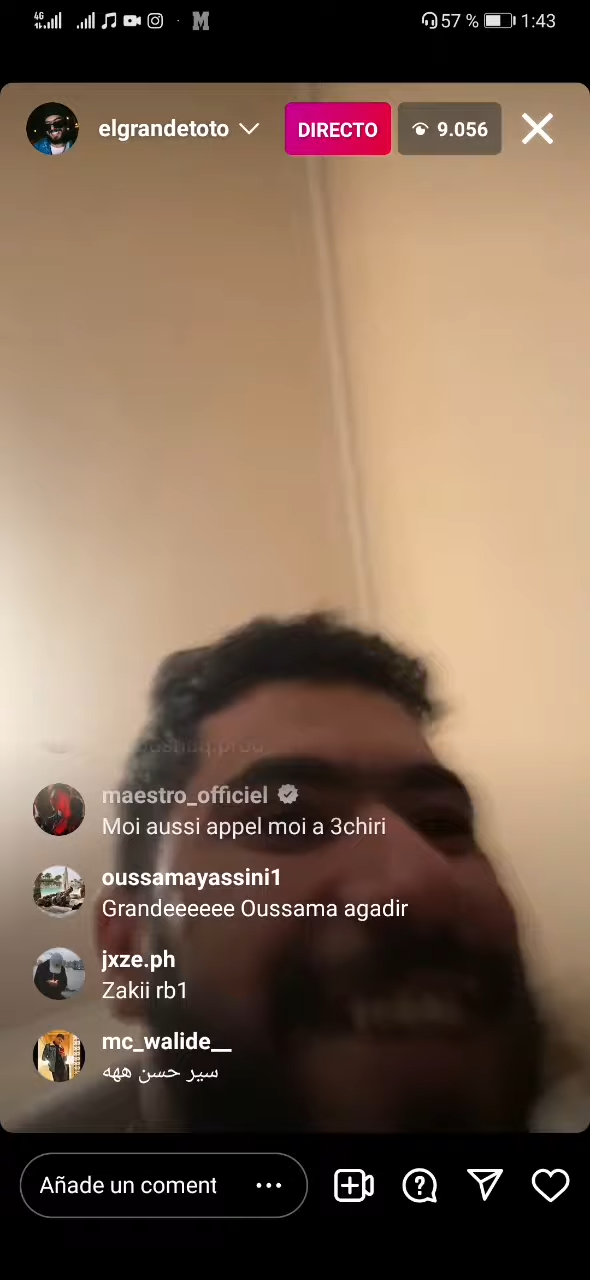 4G
57 %
1:43
elgrandetoto
DIRECTO
9.056
maestro_officiel
Moi aussi appel moi a 3chiri
oussamayassini1
Grandeeeeee Oussama agadir
jxze.ph
Zakii rb1
mc_walide__
سير حسن ههه
Añade un coment